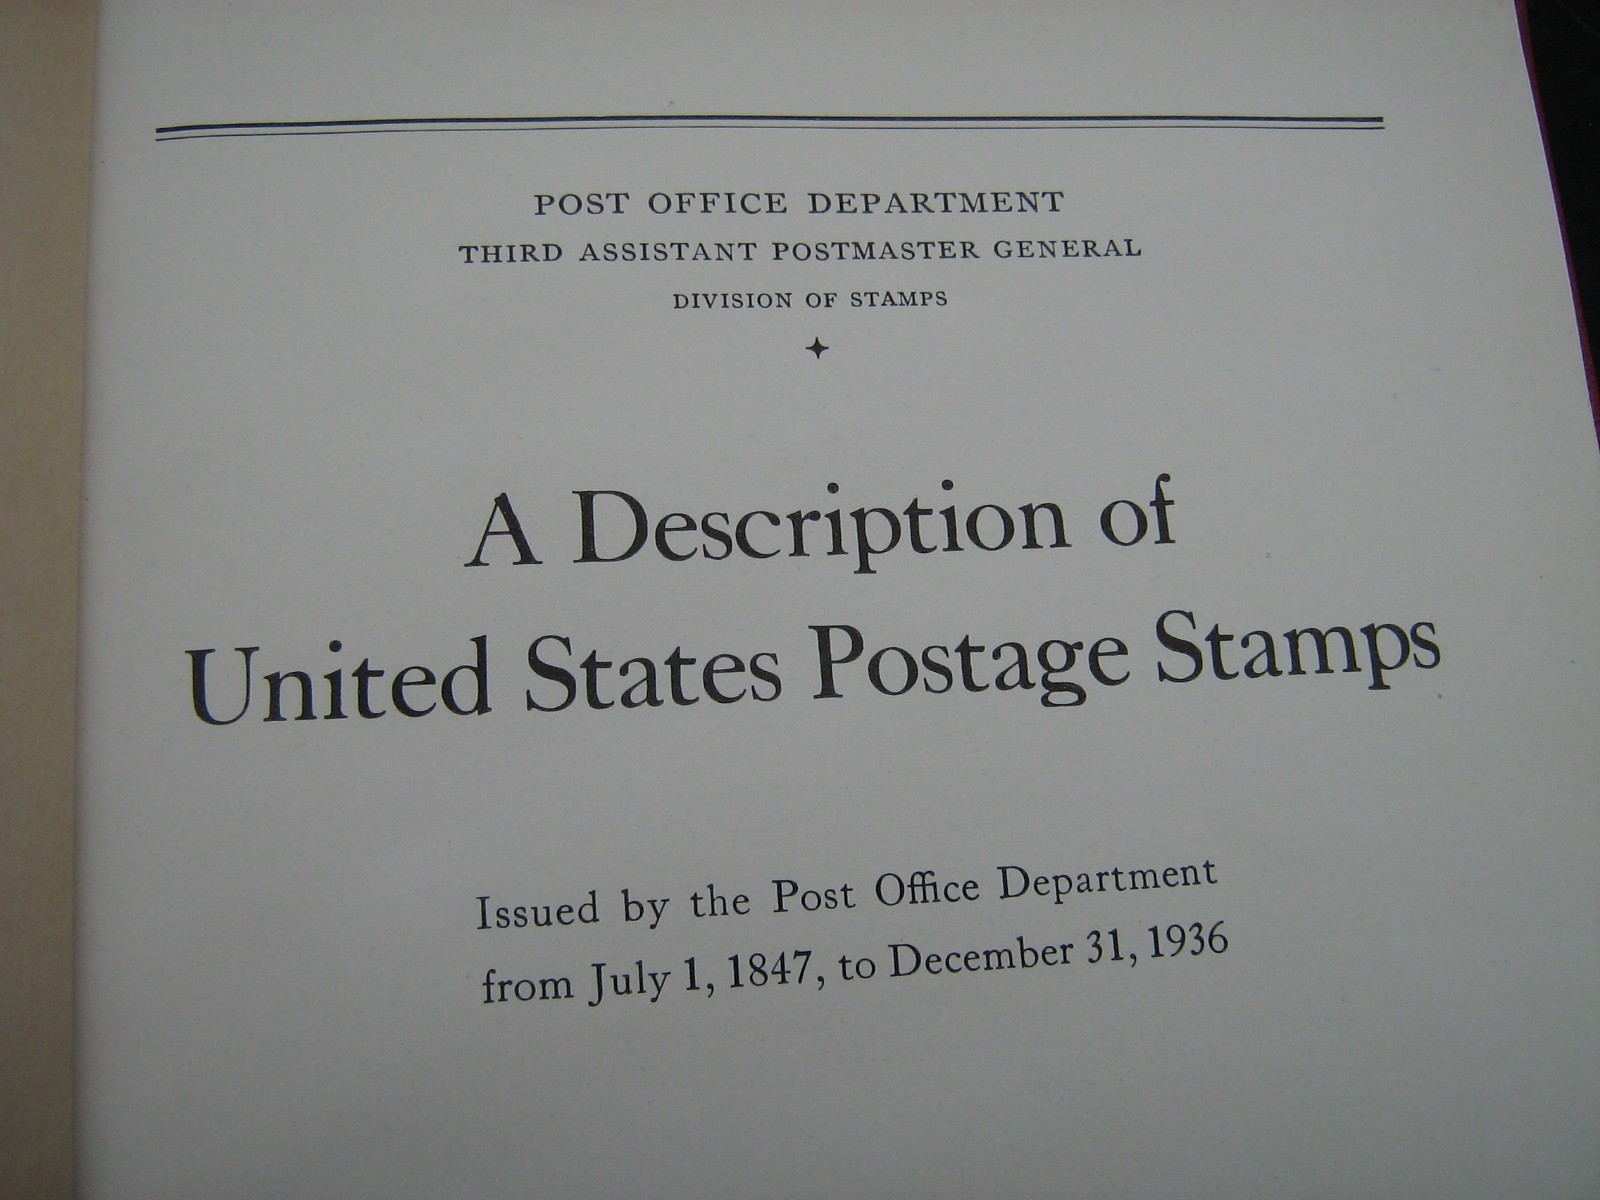 POST OFFICE DEPARTMENT
THIRD ASSISTANT POSTMASTER GENERAL
DIVISION OF STAMPS
A Description of
United States Postage Stamps
Issued by the Post Office Department
from July 1, 1847, to December 31, 1936